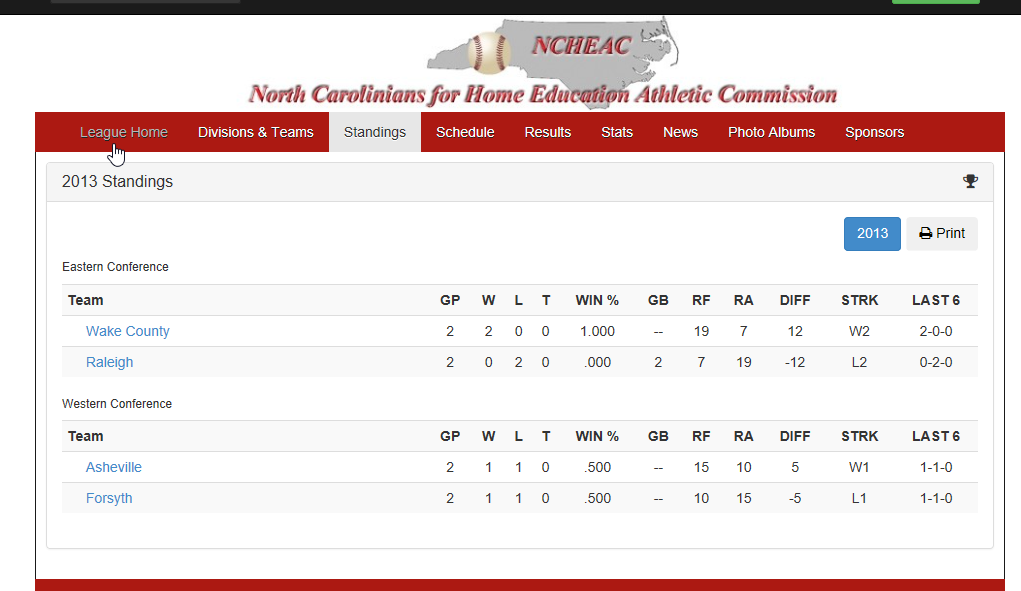 NCHEAC
North Carolinians for Home Education Athletic Commission
League Home Divisions & Teams Standings Schedule Results Stats News Photo Albums Sponsors
2013 Standings
2013 Print
Eastern Conference
Team GP W L T WIN % GB RF RA DIFF STRK LAST 6
Wake County 2 2 0 0 1.000 -- 19 7 12 W2 2-0-0
Raleigh 2 0 2 0 .000 2 7 19 -12 L2 0-2-0
Western Conference
Team GP W L T WIN % GB RF RA DIFF STRK LAST 6
Asheville 2 1 1 0 .500 -- 15 10 5 W1 1-1-0
Forsyth 2 1 1 0 .500 -- 10 15 -5 L1 1-1-0